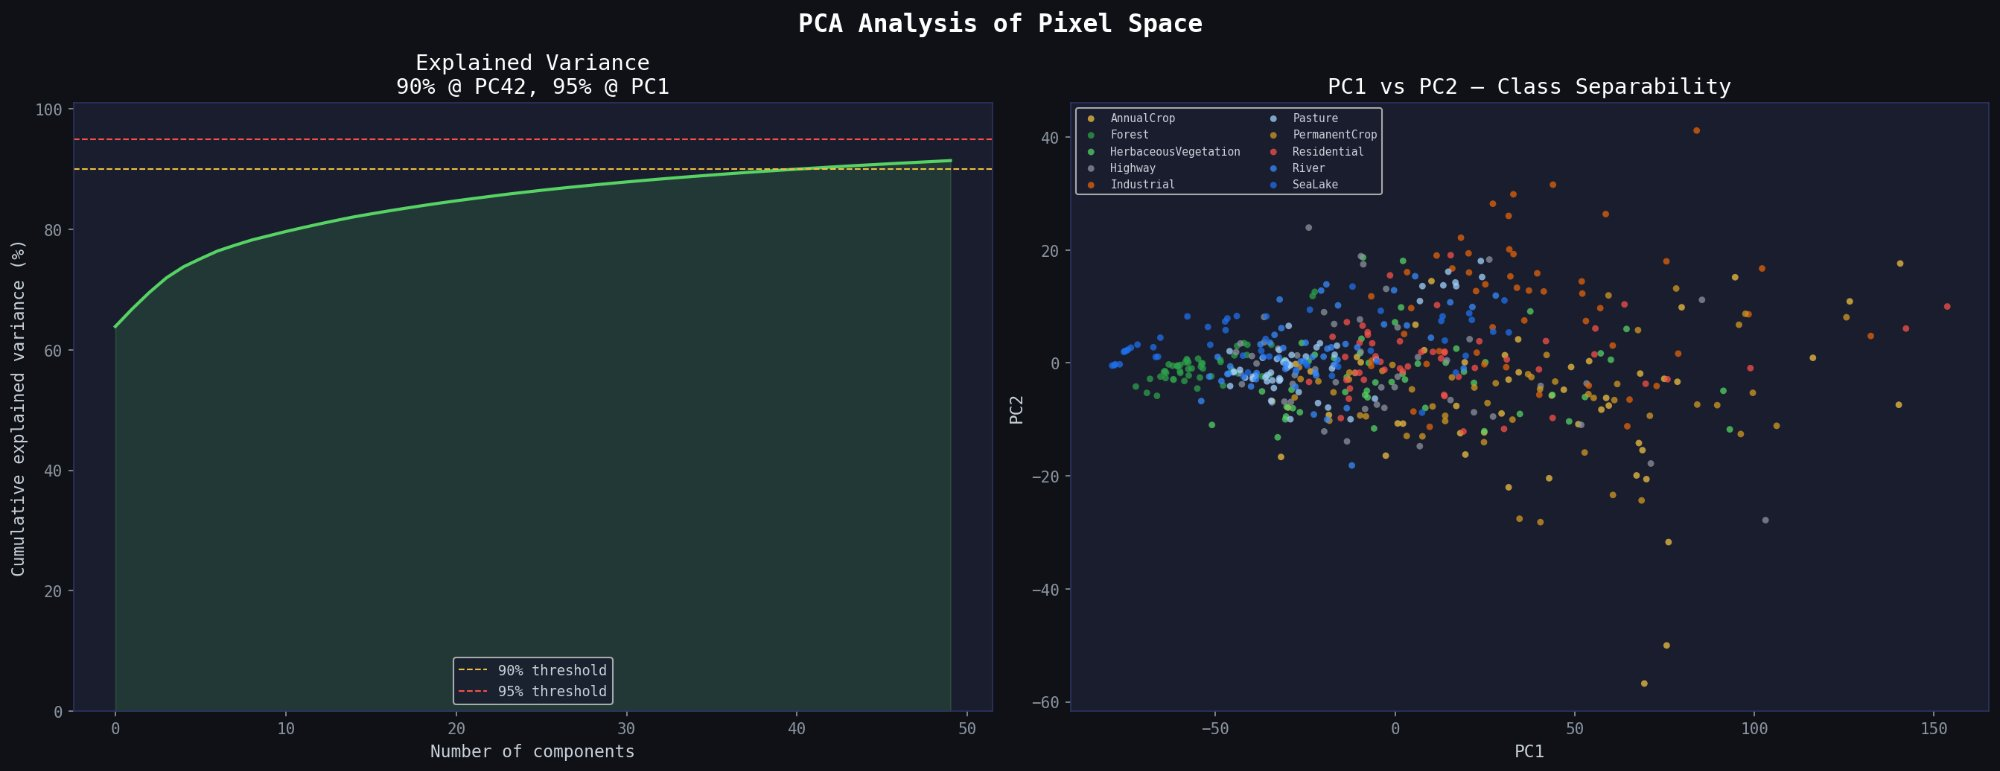 PCA Analysis of Pixel Space
Explained Variance
90% @ PC42, 95% @ PC1
100
80
60
40
20
0
0
10
20
30
40
50
Cumulative explained variance (%)
Number of components
90% threshold
95% threshold
PC1 vs PC2 — Class Separability
AnnualCrop
Forest
HerbaceousVegetation
Highway
Industrial
Pasture
PermanentCrop
Residential
River
SeaLake
40
20
0
−20
−40
−60
−50
0
50
100
150
PC2
PC1